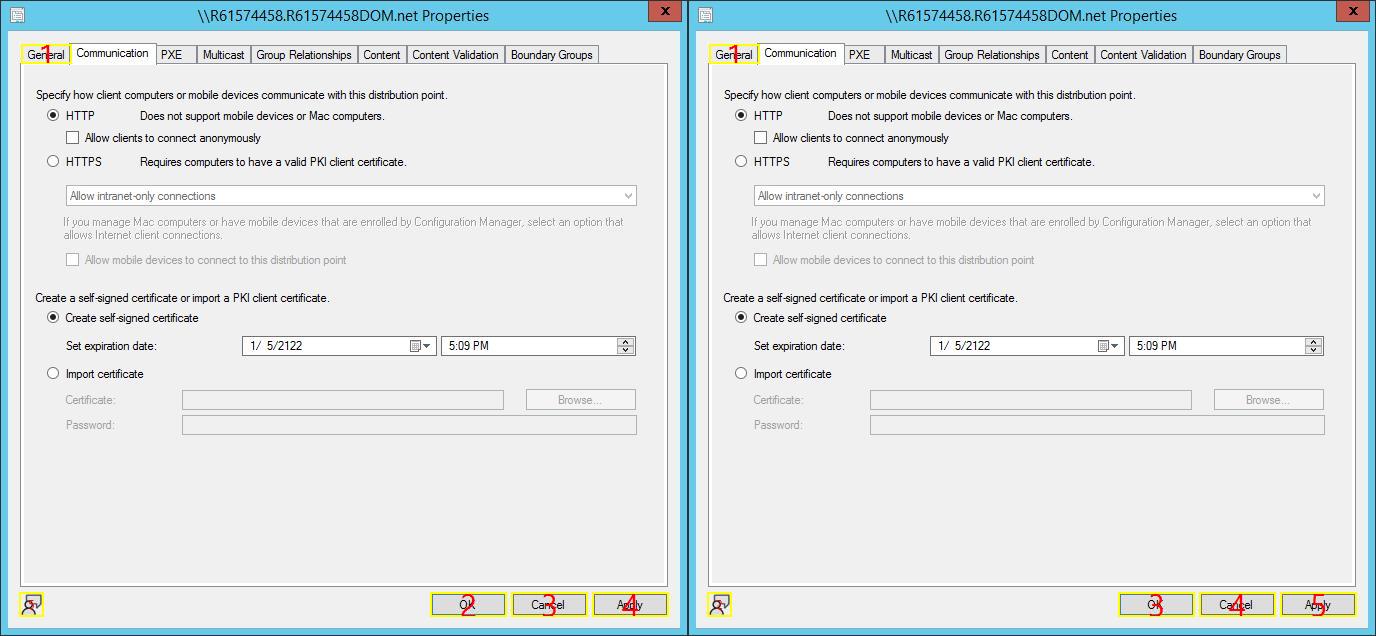 \\R61574458.R61574458DOM.net Properties x
General 1 Communication PXE Multicast Group Relationships Content Content Validation Boundary Groups
Specify how client computers or mobile devices communicate with this distribution point.
HTTP Does not support mobile devices or Mac computers.
Allow clients to connect anonymously
HTTPS Requires computers to have a valid PKI client certificate.
Allow intranet-only connections
If you manage Mac computers or have mobile devices that are enrolled by Configuration Manager, select an option that
allows Internet client connections.
Allow mobile devices to connect to this distribution point
Create a self-signed certificate or import a PKI client certificate.
Create self-signed certificate
Set expiration date: 1/ 5/2122 5:09 PM
Import certificate
Certificate: Browse...
Password:
OK 2 Cancel 3 Apply 4
\\R61574458.R61574458DOM.net Properties x
General 1 Communication PXE Multicast Group Relationships Content Content Validation Boundary Groups
Specify how client computers or mobile devices communicate with this distribution point.
HTTP Does not support mobile devices or Mac computers.
Allow clients to connect anonymously
HTTPS Requires computers to have a valid PKI client certificate.
Allow intranet-only connections
If you manage Mac computers or have mobile devices that are enrolled by Configuration Manager, select an option that
allows Internet client connections.
Allow mobile devices to connect to this distribution point
Create a self-signed certificate or import a PKI client certificate.
Create self-signed certificate
Set expiration date: 1/ 5/2122 5:09 PM
Import certificate
Certificate: Browse...
Password:
OK 3 Cancel 4 Apply 5